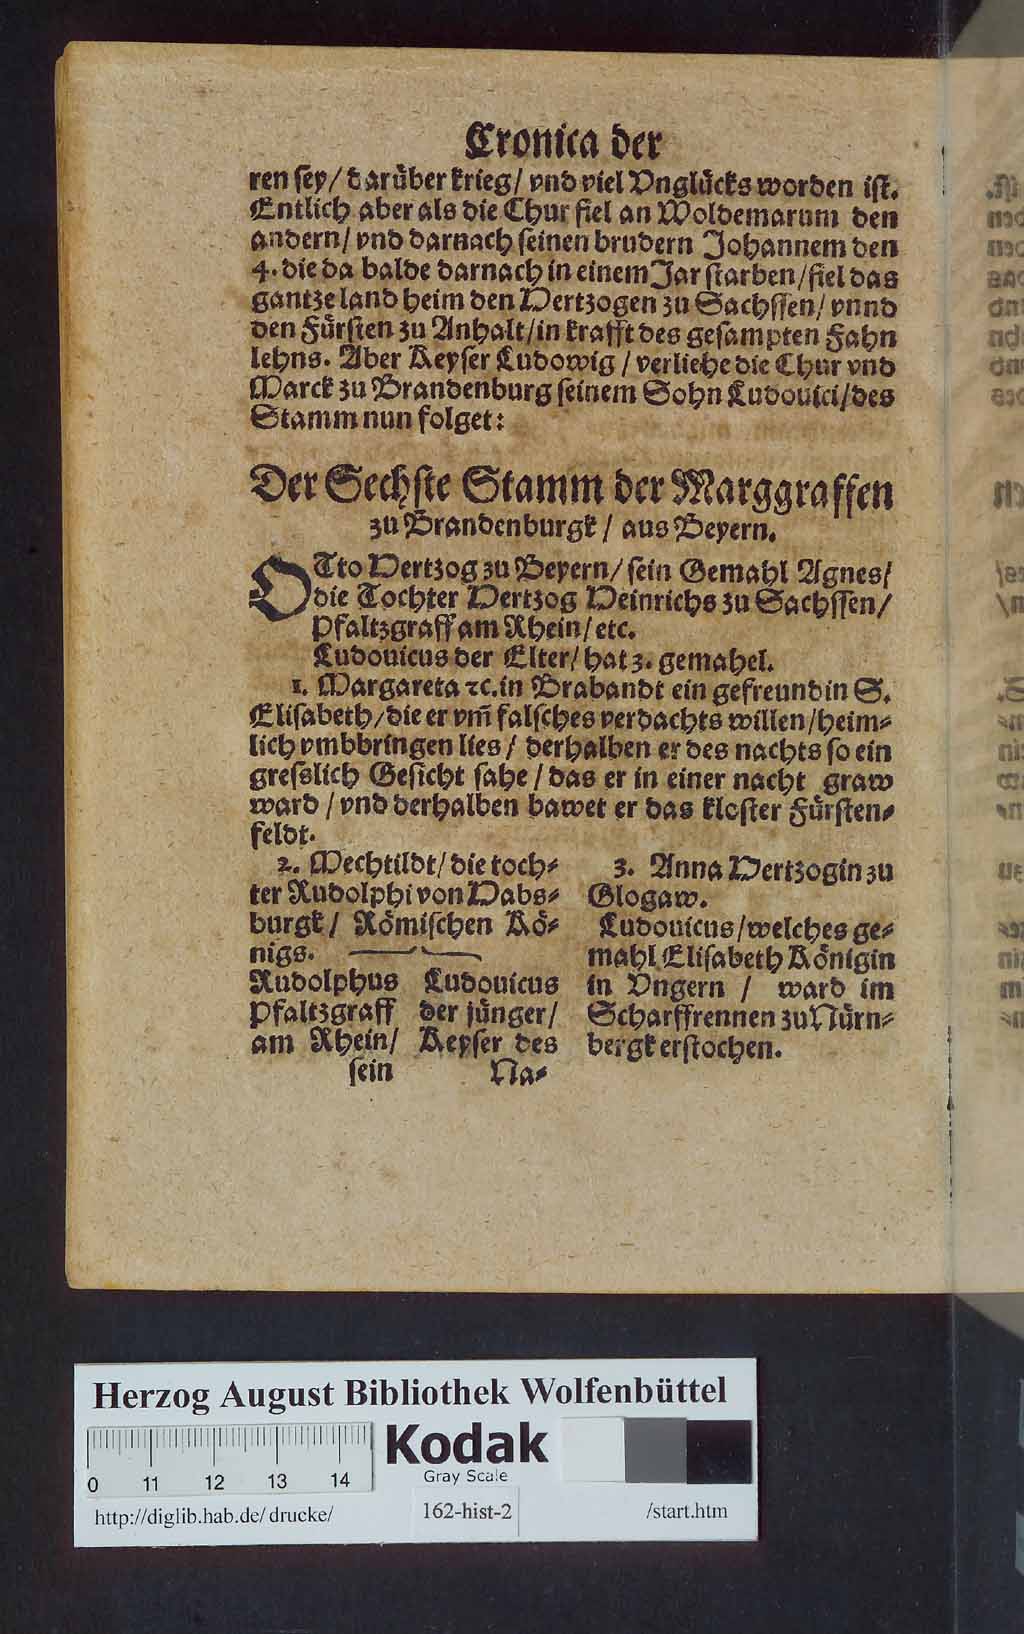 Cronica der
ren sey/ darüber krieg/ vnd viel Vnglücks worden ist.
Entlich aber als die Chur fiel an Woldemarum den
andern/ vnd darnach seinen brudern Johannem den
4. die da balde darnach in einem Jar starben/ fiel das
gantze land heim den Hertzogen zu Sachssen/ vnnd
den Fürsten zu Anhalt/ in krafft des gesampten Fahn
lehns. Aber Keyser Ludowig / verliehe die Chur vnd
Marck zu Brandenburg seinem Sohn Ludouici/ des
Stamm nun folget:
Der Sechste Stamm der Marggraffen
zu Brandenburgk / aus Beyern.
OTto Hertzog zu Beyern/ sein Gemahl Agnes/
die Tochter Hertzog Heinrichs zu Sachssen/
Pfaltzgraff am Rhein/ etc.
Ludouicus der Elter/ hat 3. gemahel.
1. Margareta ꝛc. in Brabandt ein gefreundin S.
Elisabeth/ die er vm̃ falsches verdachts willen/ heim⸗
lich vmbbringen lies / derhalben er des nachts so ein
gresslich Gesicht sahe / das er in einer nacht graw
ward / vnd derhalben bawet er das kloster Fürsten⸗
feldt.
2. Mechtildt/ die toch⸗
ter Rudolphi von Habs⸗
burgk / Römischen Kö⸗
nigs.
Rudolphus
Pfaltzgraff
am Rhein/
sein
Ludouicus
der jünger/
Keyser des
Na⸗
3. Anna Hertzogin zu
Glogaw.
Ludouicus/ welches ge⸗
mahl Elisabeth Königin
in Vngern / ward im
Scharffrennen zu Nürn⸗
bergk erstochen.
Herzog August Bibliothek Wolfenbüttel
0 11 12 13 14
Kodak
Gray Scale
http://diglib.hab.de/drucke/
162-hist-2
/start.htm